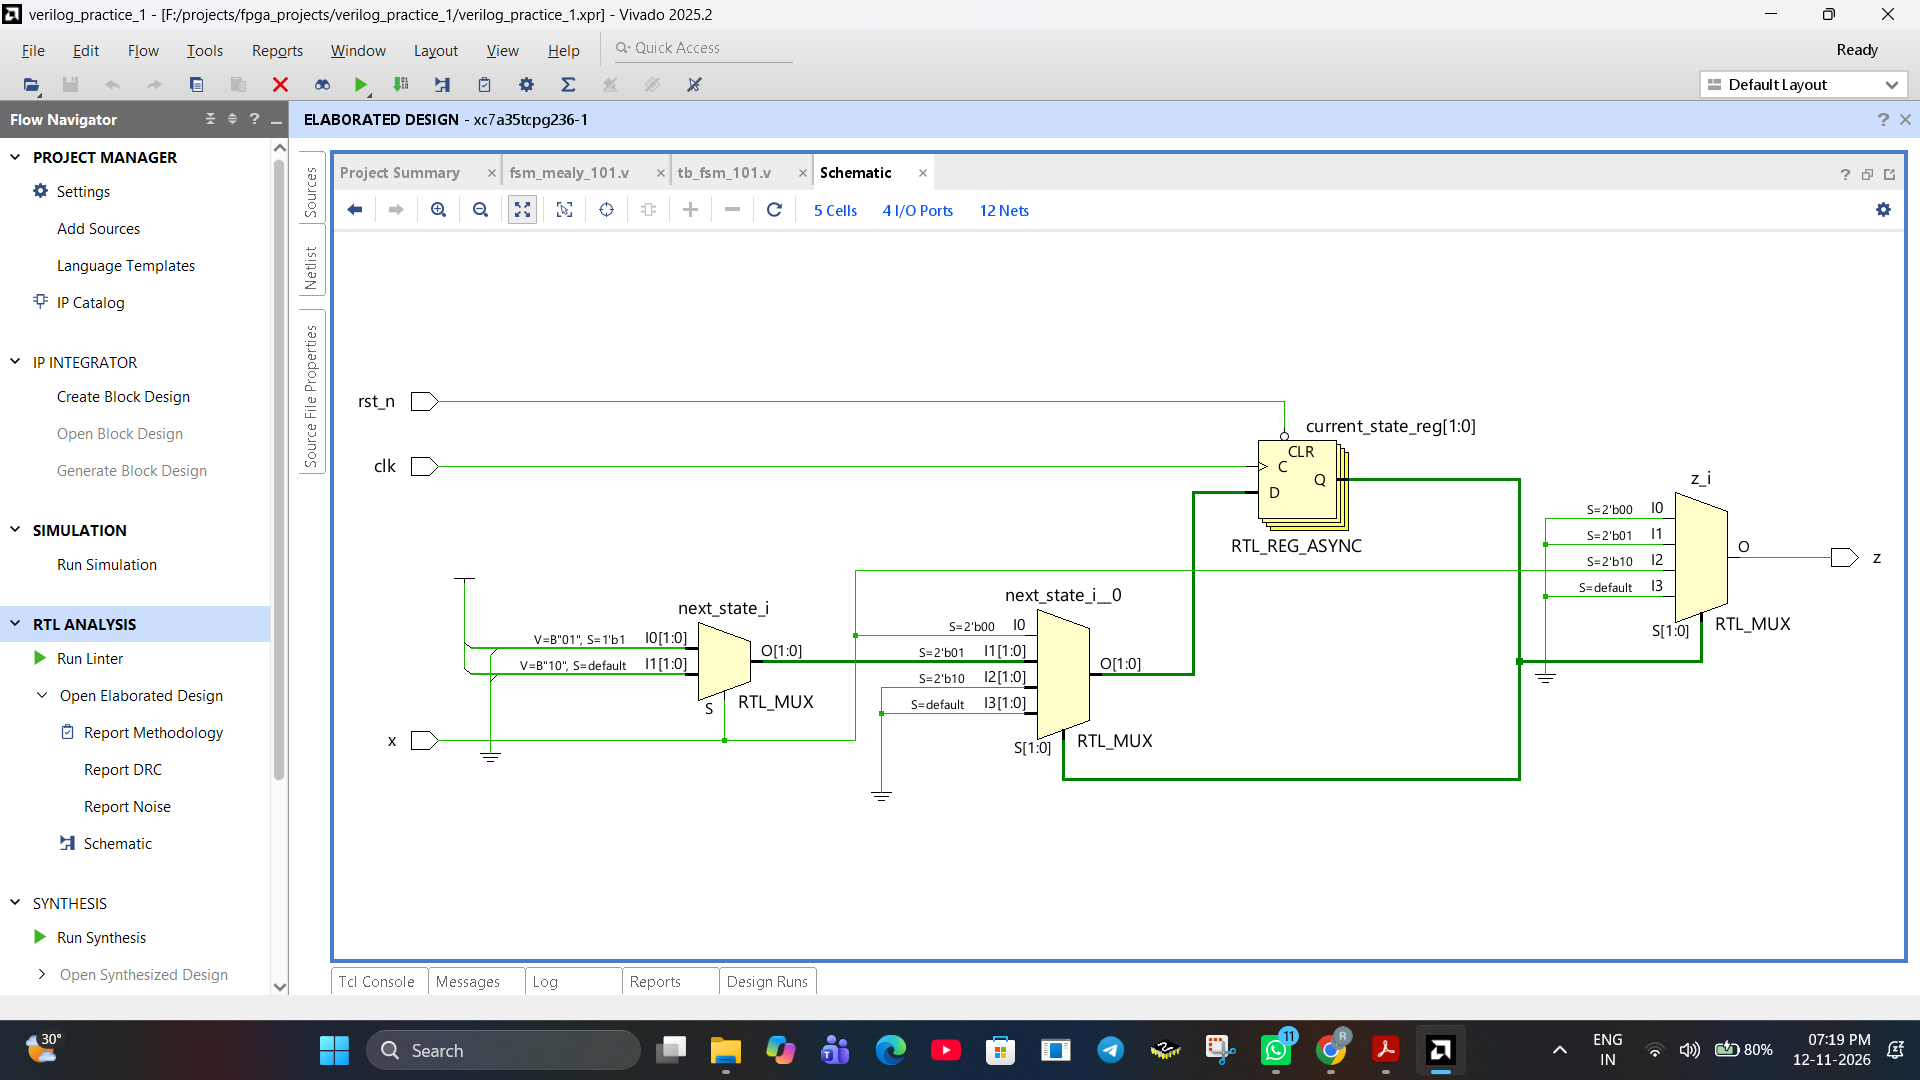 verilog_practice_1 - [F:/projects/fpga_projects/verilog_practice_1/verilog_practice_1.xpr] - Vivado 2025.2
File Edit Flow Tools Reports Window Layout View Help Quick Access Ready
Default Layout
Flow Navigator ?
ELABORATED DESIGN - xc7a35tcpg236-1 ?
PROJECT MANAGER
Settings
Add Sources
Language Templates
IP Catalog
IP INTEGRATOR
Create Block Design
Open Block Design
Generate Block Design
SIMULATION
Run Simulation
RTL ANALYSIS
Run Linter
Open Elaborated Design
Report Methodology
Report DRC
Report Noise
Schematic
SYNTHESIS
Run Synthesis
Open Synthesized Design
Sources
Netlist
Source File Properties
Project Summary fsm_mealy_101.v tb_fsm_101.v Schematic ?
5 Cells 4 I/O Ports 12 Nets
rst_n
clk
x
next_state_i
V=B"01", S=1'b1 I0[1:0]
V=B"10", S=default I1[1:0]
O[1:0]
S
RTL_MUX
next_state_i__0
S=2'b00 I0
S=2'b01 I1[1:0]
S=2'b10 I2[1:0]
S=default I3[1:0]
O[1:0]
S[1:0]
RTL_MUX
current_state_reg[1:0]
CLR
C
D
Q
RTL_REG_ASYNC
z_i
S=2'b00 I0
S=2'b01 I1
S=2'b10 I2
S=default I3
O
S[1:0]
RTL_MUX
z
Tcl Console Messages Log Reports Design Runs
30°
Search
11
R
ENG
IN
80%
07:19 PM
12-11-2026